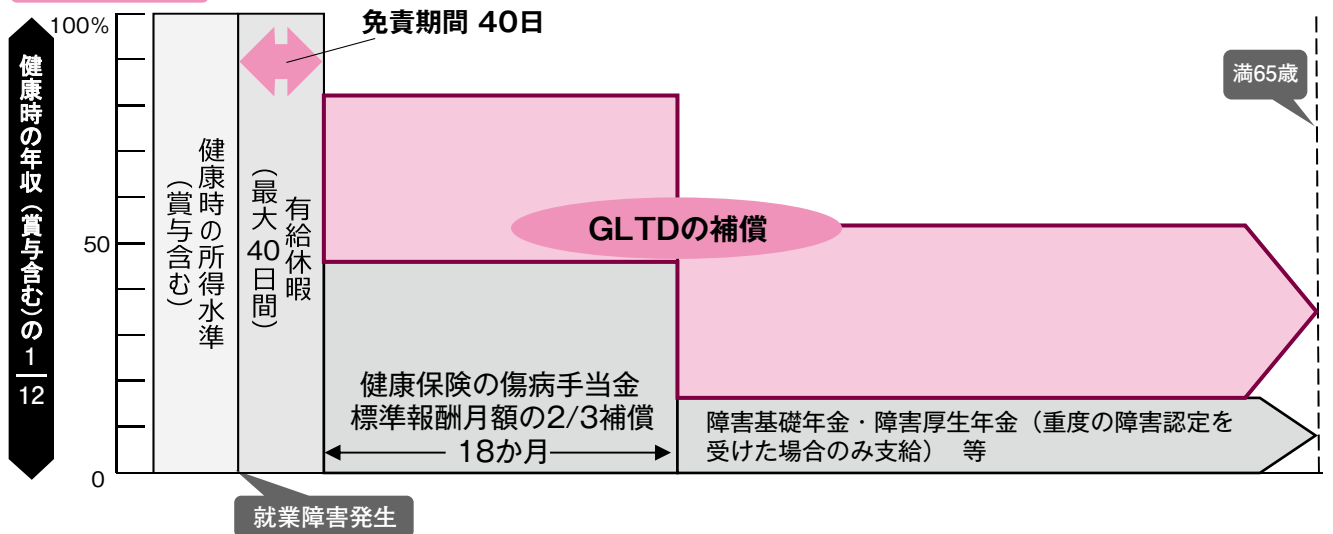 100%
50
0
健康時の年収（賞与含む）の1/12
免責期間 40日
満65歳
健康時の所得水準
（賞与含む）
有給休暇
（最大40日間）
GLTDの補償
健康保険の傷病手当金
標準報酬月額の2/3補償
18か月
障害基礎年金・障害厚生年金（重度の障害認定を
受けた場合のみ支給）　等
就業障害発生